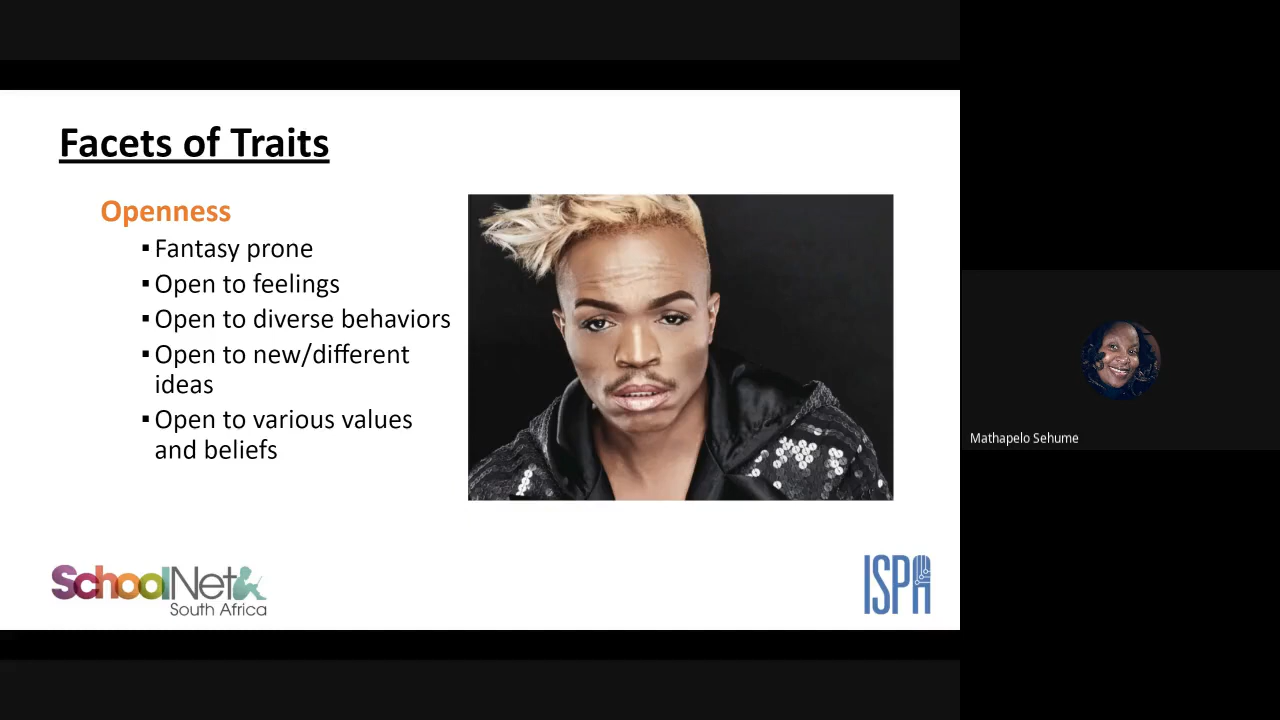 Facets of Traits
Openness
▪ Fantasy prone
▪ Open to feelings
▪ Open to diverse behaviors
▪ Open to new/different
ideas
▪ Open to various values
and beliefs
SchoolNet
South Africa
ISPA
Mathapelo Sehume